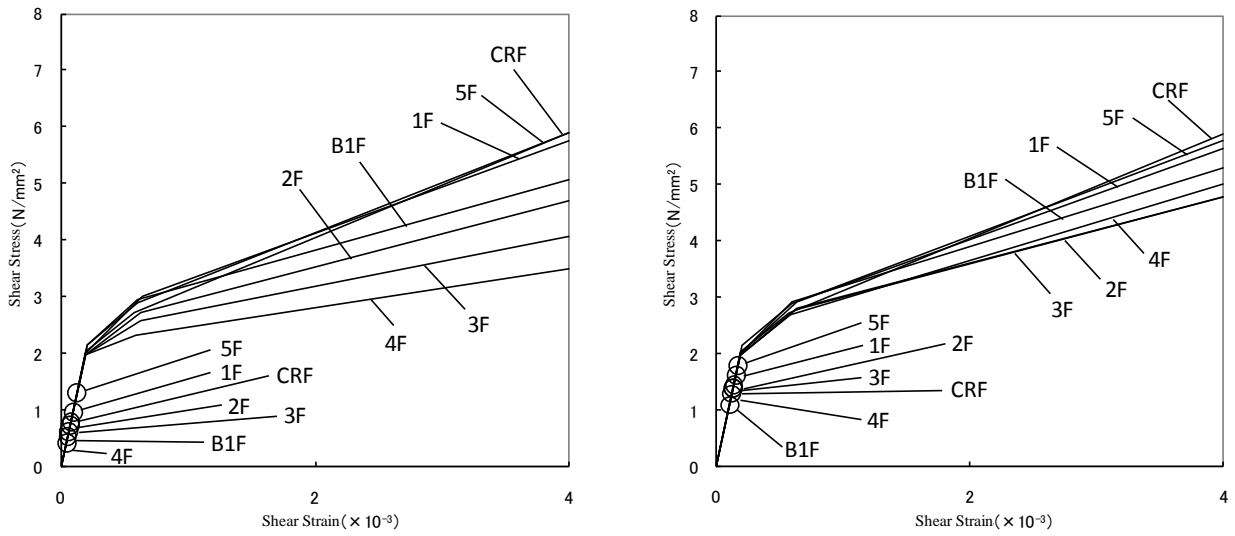 8
7
6
5
4
3
2
1
0
0
2
4
Shear Stress(N/mm²)
Shear Strain(×10⁻³)
CRF
5F
1F
B1F
2F
3F
4F
5F
1F
CRF
2F
3F
B1F
4F
8
7
6
5
4
3
2
1
0
0
2
4
Shear Stress(N/mm²)
Shear Strain(×10⁻³)
CRF
5F
1F
B1F
4F
2F
3F
5F
1F
2F
3F
CRF
4F
B1F